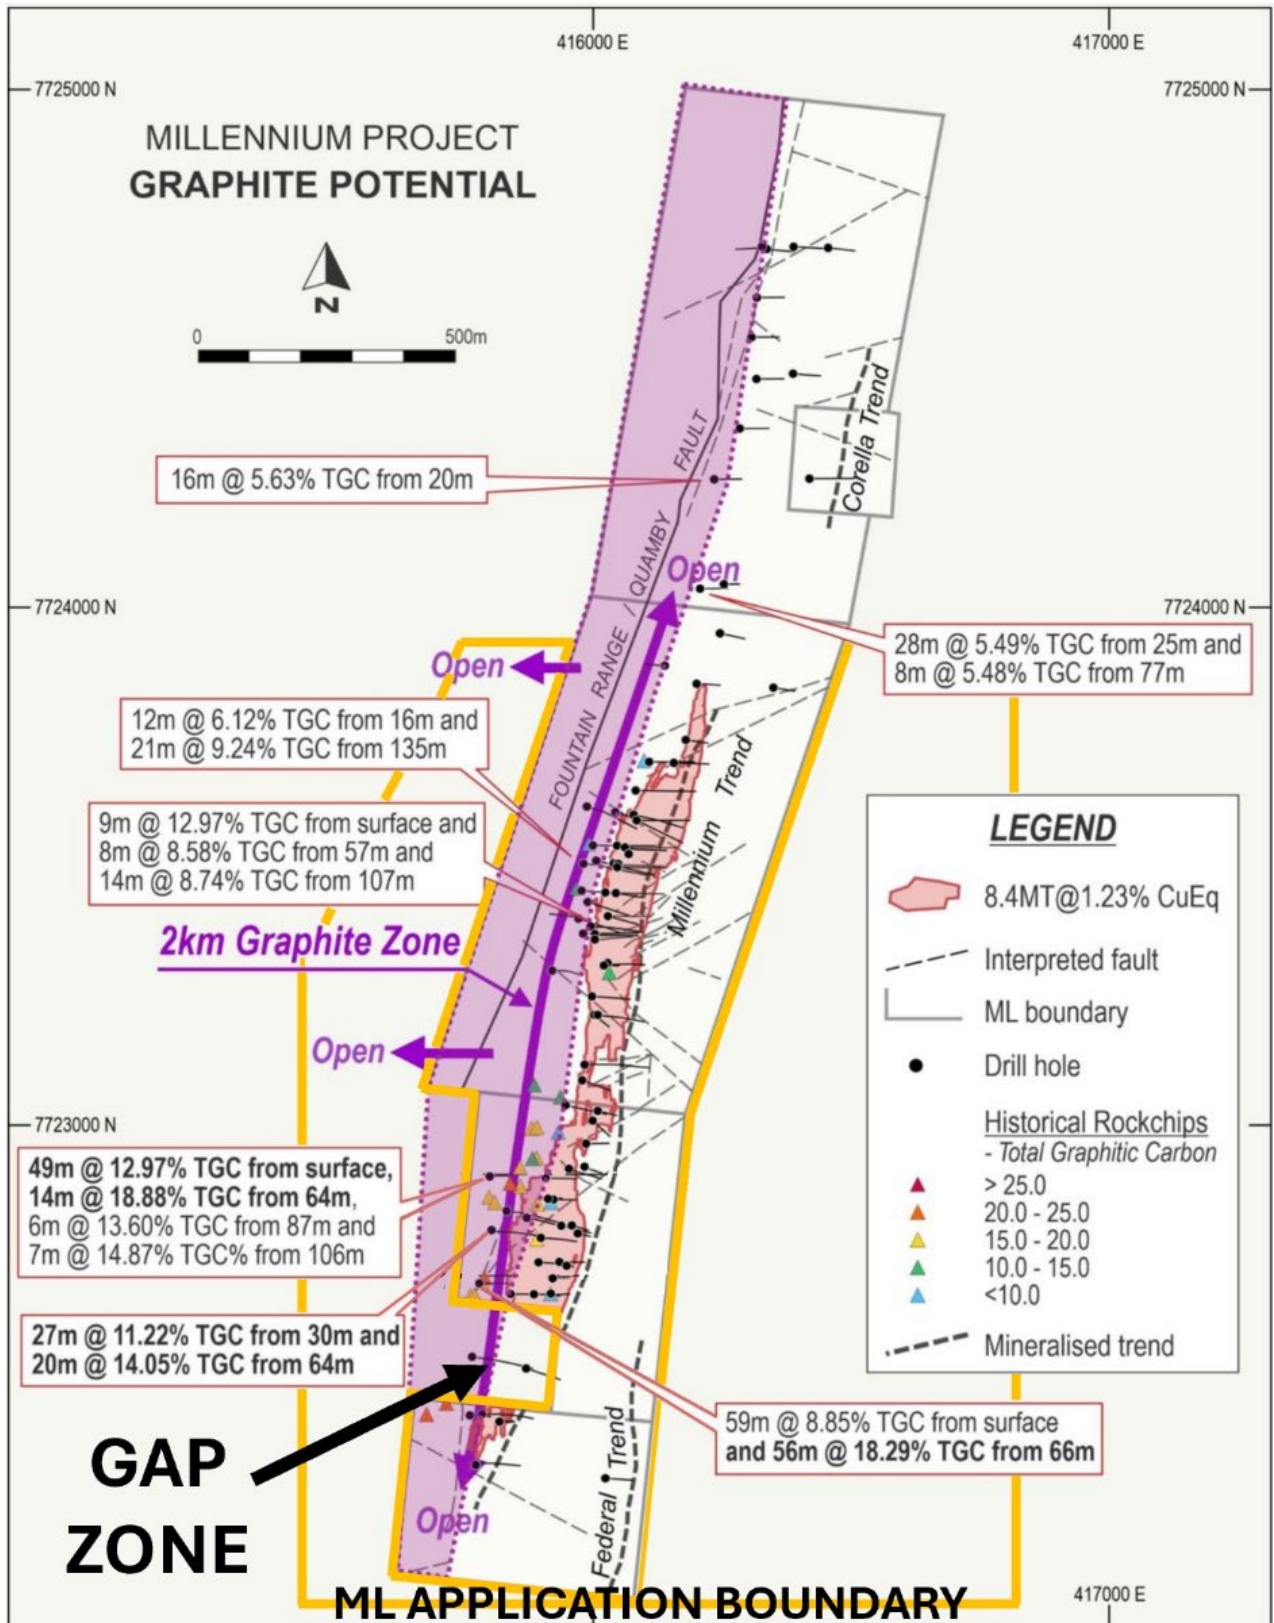 416000 E
417000 E
7725000 N
7725000 N
MILLENNIUM PROJECT
GRAPHITE POTENTIAL
N
0
500m
FAULT
Corella Trend
16m @ 5.63% TGC from 20m
QUAMBY
/
Open
7724000 N
7724000 N
28m @ 5.49% TGC from 25m and
8m @ 5.48% TGC from 77m
Open
RANGE
12m @ 6.12% TGC from 16m and
21m @ 9.24% TGC from 135m
FOUNTAIN
Millennium Trend
9m @ 12.97% TGC from surface and
8m @ 8.58% TGC from 57m and
14m @ 8.74% TGC from 107m
2km Graphite Zone
Open
LEGEND
8.4MT@1.23% CuEq
Interpreted fault
ML boundary
Drill hole
Historical Rockchips
- Total Graphitic Carbon
> 25.0
20.0 - 25.0
15.0 - 20.0
10.0 - 15.0
<10.0
Mineralised trend
7723000 N
49m @ 12.97% TGC from surface,
14m @ 18.88% TGC from 64m,
6m @ 13.60% TGC from 87m and
7m @ 14.87% TGC% from 106m
27m @ 11.22% TGC from 30m and
20m @ 14.05% TGC from 64m
59m @ 8.85% TGC from surface
and 56m @ 18.29% TGC from 66m
GAP
ZONE
Open
Federal Trend
ML APPLICATION BOUNDARY
417000 E